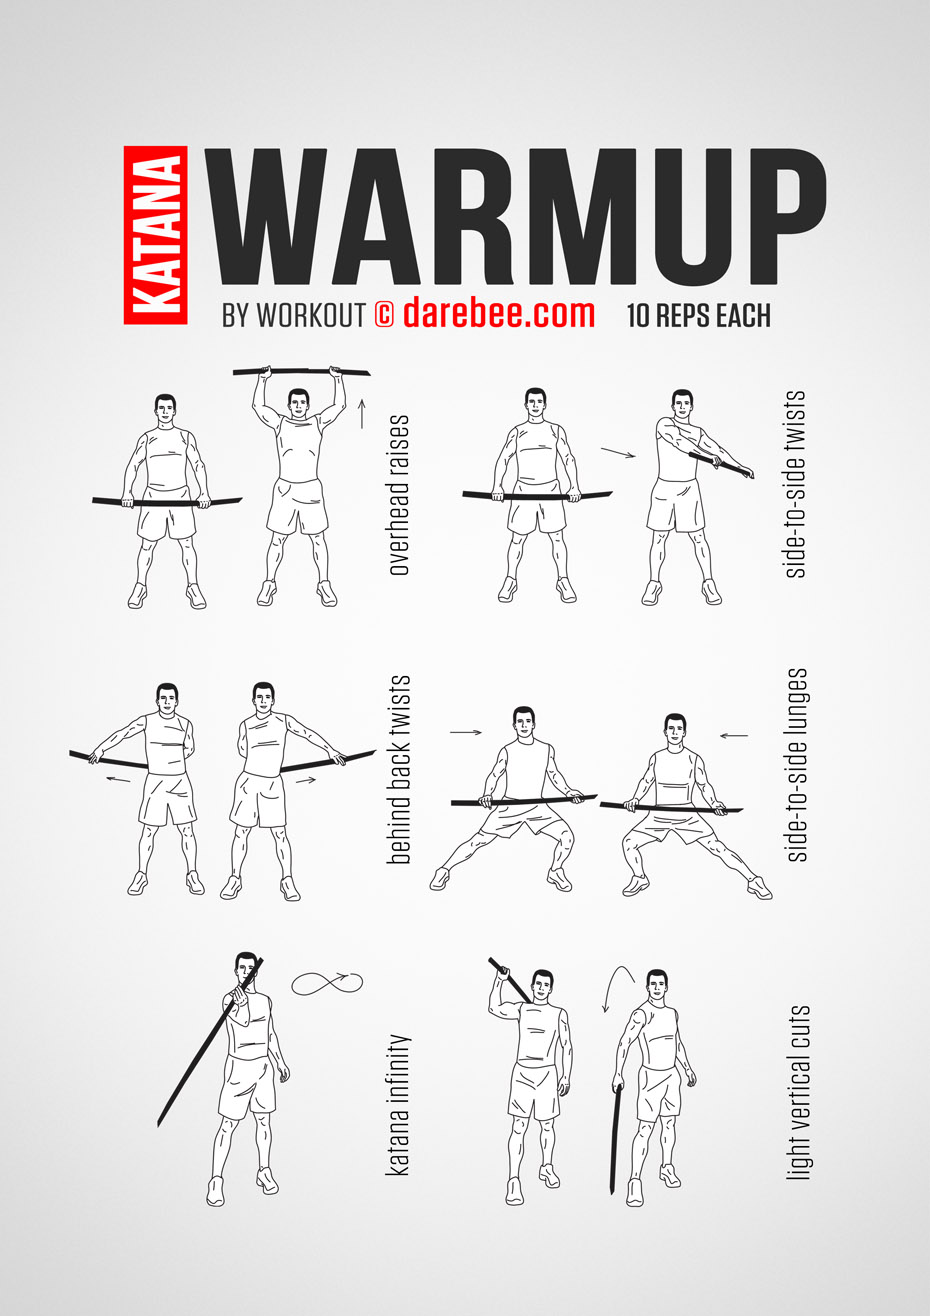 KATANA
WARMUP
BY WORKOUT © darebee.com 10 REPS EACH
overhead raises
side-to-side twists
behind back twists
side-to-side lunges
katana infinity
light vertical cuts